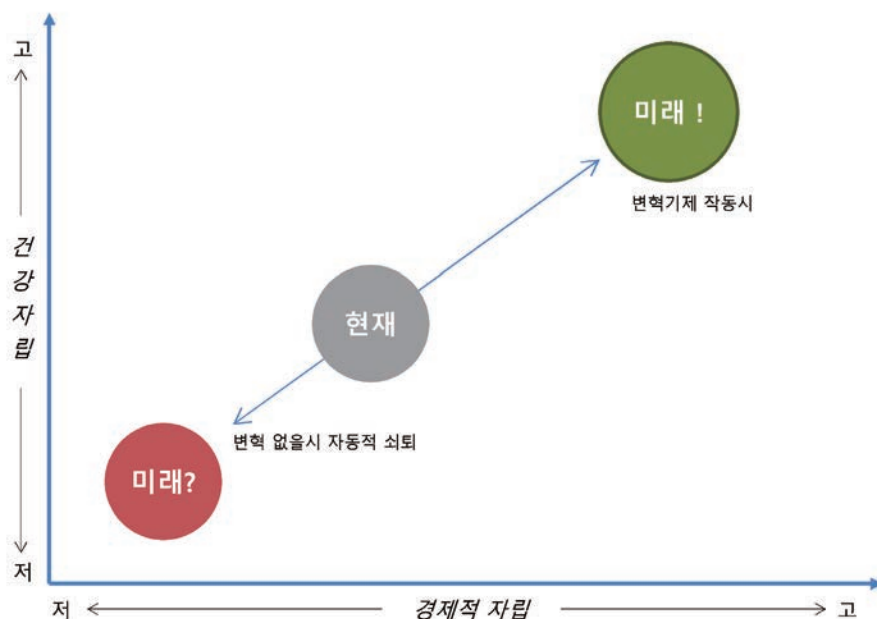 고
미래 !
변혁기제 작동시
건
강
자
립
현재
변혁 없을시 자동적 쇠퇴
미래?
저
저
경제적 자립
고